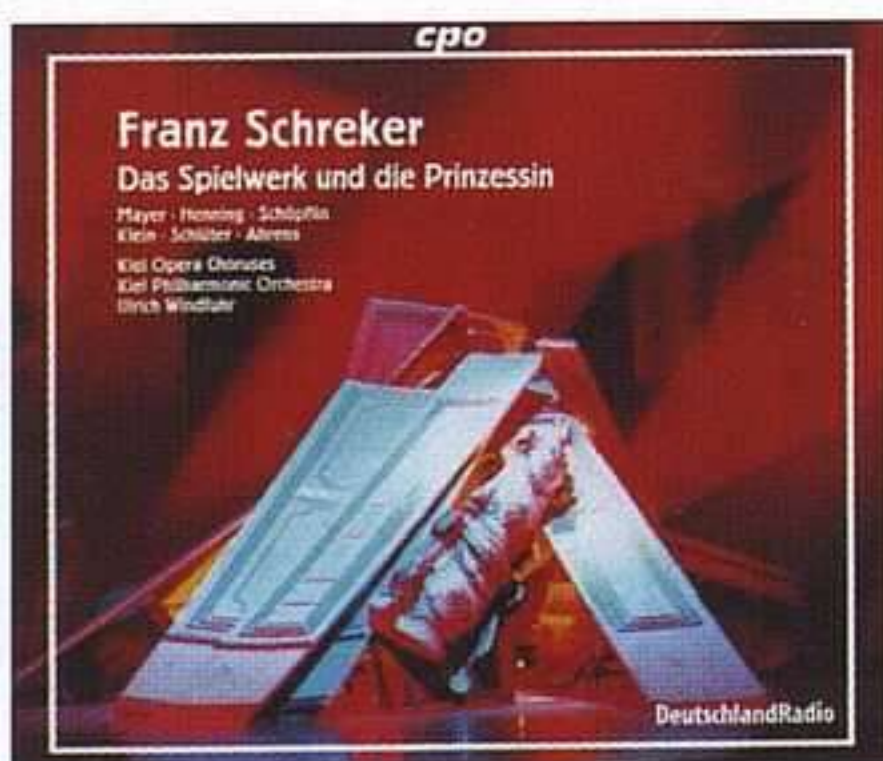 cpo
Franz Schreker
Das Spielwerk und die Prinzessin
Mayer · Henning · Schöpflin
Klein · Schlüter · Ahrens
Kiel Opera Choruses
Kiel Philharmonic Orchestra
Ulrich Windfuhr
DeutschlandRadio